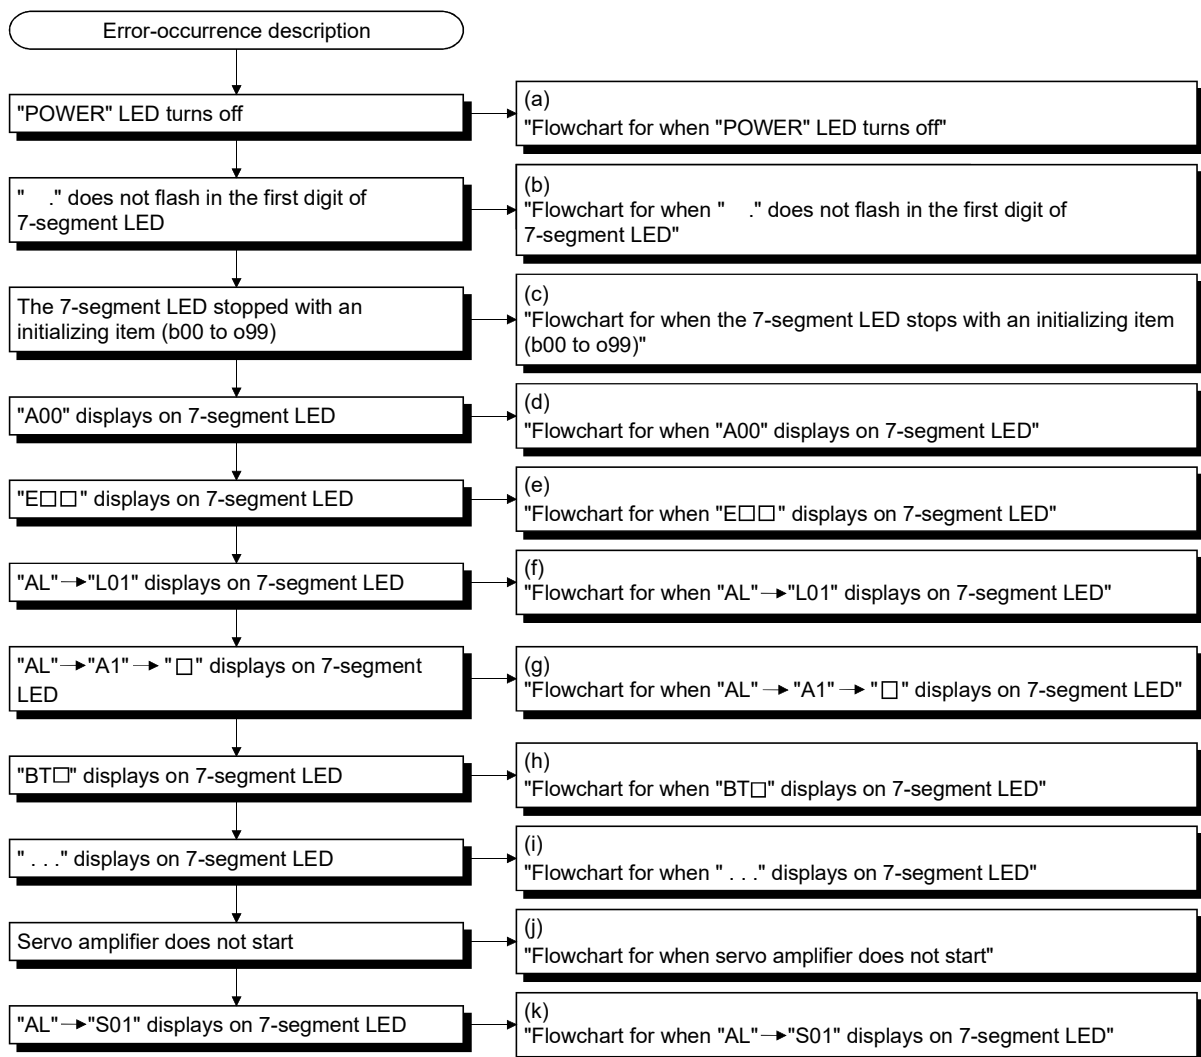 Error-occurrence description
"POWER" LED turns off
(a)
"Flowchart for when "POWER" LED turns off"
"   ." does not flash in the first digit of
7-segment LED
(b)
"Flowchart for when "   ." does not flash in the first digit of
7-segment LED"
The 7-segment LED stopped with an
initializing item (b00 to o99)
(c)
"Flowchart for when the 7-segment LED stops with an initializing item
(b00 to o99)"
"A00" displays on 7-segment LED
(d)
"Flowchart for when "A00" displays on 7-segment LED"
"E□□" displays on 7-segment LED
(e)
"Flowchart for when "E□□" displays on 7-segment LED"
"AL"→"L01" displays on 7-segment LED
(f)
"Flowchart for when "AL"→"L01" displays on 7-segment LED"
"AL"→"A1"→ "□" displays on 7-segment
LED
(g)
"Flowchart for when "AL"→ "A1"→ "□" displays on 7-segment LED"
"BT□" displays on 7-segment LED
(h)
"Flowchart for when "BT□" displays on 7-segment LED"
" . . ." displays on 7-segment LED
(i)
"Flowchart for when " . . ." displays on 7-segment LED"
Servo amplifier does not start
(j)
"Flowchart for when servo amplifier does not start"
"AL"→"S01" displays on 7-segment LED
(k)
"Flowchart for when "AL"→"S01" displays on 7-segment LED"